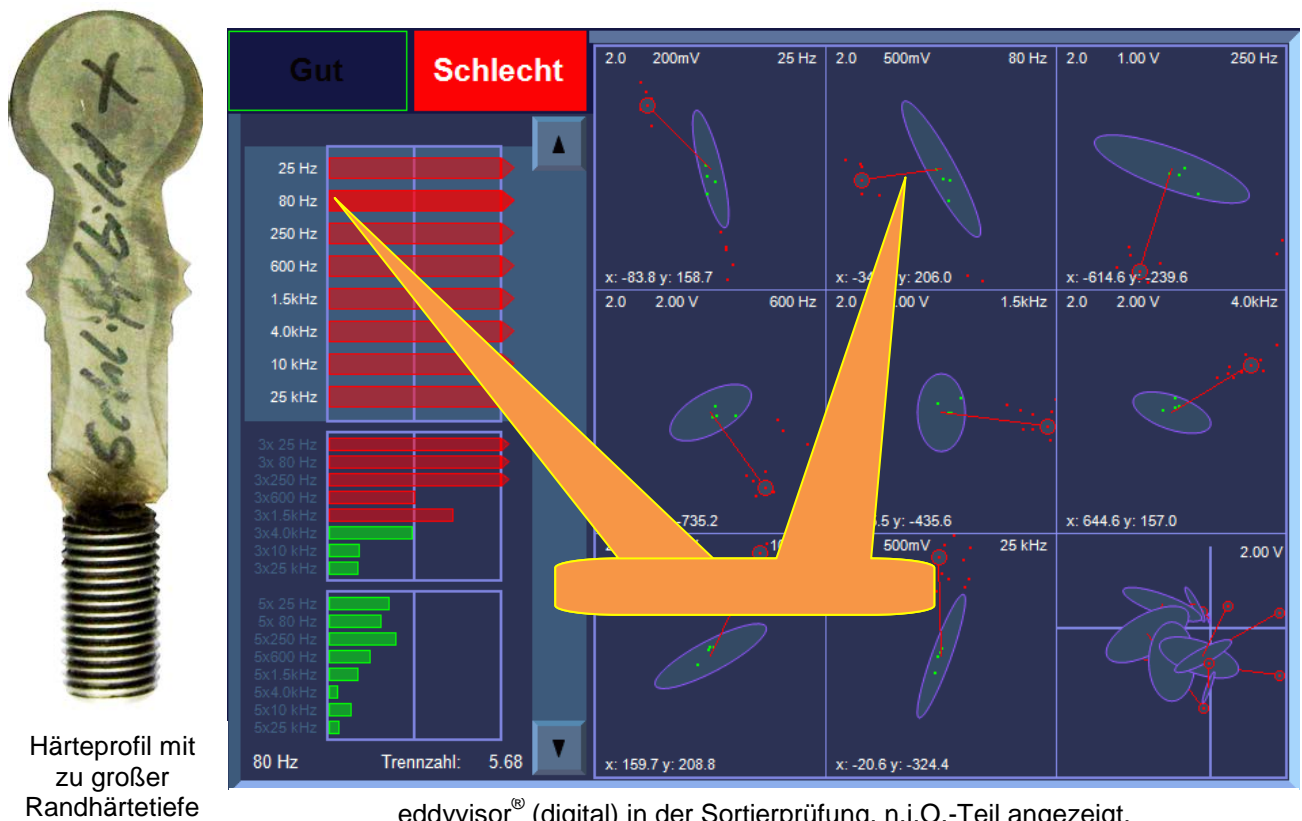 Gut
Schlecht
25 Hz
80 Hz
250 Hz
600 Hz
1.5kHz
4.0kHz
10 kHz
25 kHz
3x 25 Hz
3x 80 Hz
3x250 Hz
3x600 Hz
3x1.5kHz
3x4.0kHz
3x10 kHz
3x25 kHz
5x 25 Hz
5x 80 Hz
5x250 Hz
5x600 Hz
5x1.5kHz
5x4.0kHz
5x10 kHz
5x25 kHz
80 Hz Trennzahl: 5.68
2.0 200mV 25 Hz
x: -83.8 y: 158.7
2.0 500mV 80 Hz
y: 206.0
2.0 1.00 V 250 Hz
x: -614.6 y: -239.6
2.0 2.00 V 600 Hz
-735.2
2.0 .00 V 1.5kHz
.5 y: -435.6
2.0 2.00 V 4.0kHz
x: 644.6 y: 157.0
x: 159.7 y: 208.8
500mV 25 kHz
x: -20.6 y: -324.4
2.00 V
Schliffbild X
Härteprofil mit
zu großer
Randhärtetiefe
eddyvisor® (digital) in der Sortierprüfung, n.i.O.-Teil angezeigt.